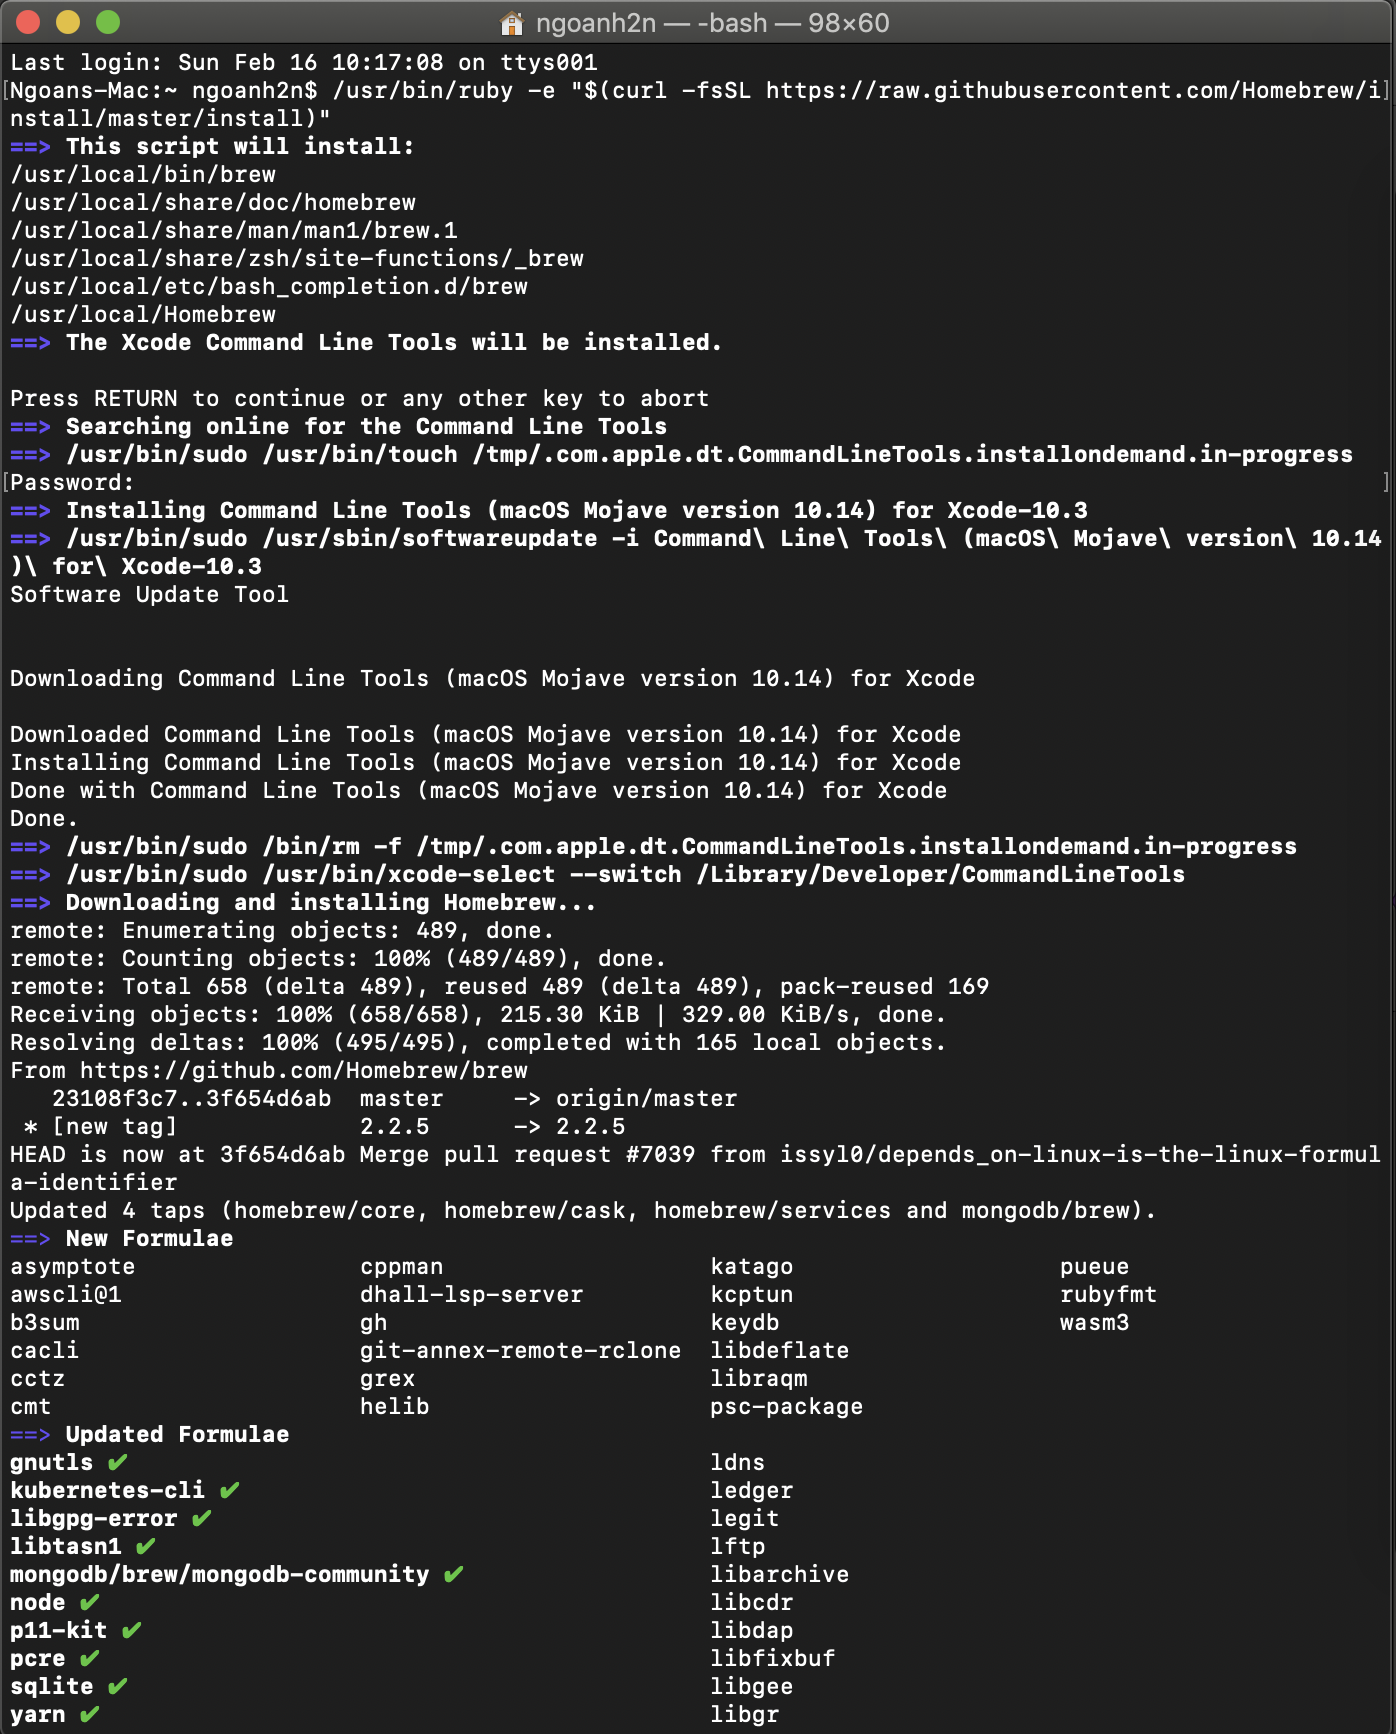 ngoanh2n — -bash — 98×60
Last login: Sun Feb 16 10:17:08 on ttys001
[Ngoans-Mac:~ ngoanh2n$ /usr/bin/ruby -e "$(curl -fsSL https://raw.githubusercontent.com/Homebrew/i]
nstall/master/install)"
==> This script will install:
/usr/local/bin/brew
/usr/local/share/doc/homebrew
/usr/local/share/man/man1/brew.1
/usr/local/share/zsh/site-functions/_brew
/usr/local/etc/bash_completion.d/brew
/usr/local/Homebrew
==> The Xcode Command Line Tools will be installed.

Press RETURN to continue or any other key to abort
==> Searching online for the Command Line Tools
==> /usr/bin/sudo /usr/bin/touch /tmp/.com.apple.dt.CommandLineTools.installondemand.in-progress
[Password: ]
==> Installing Command Line Tools (macOS Mojave version 10.14) for Xcode-10.3
==> /usr/bin/sudo /usr/sbin/softwareupdate -i Command\ Line\ Tools\ (macOS\ Mojave\ version\ 10.14
)\ for\ Xcode-10.3
Software Update Tool


Downloading Command Line Tools (macOS Mojave version 10.14) for Xcode

Downloaded Command Line Tools (macOS Mojave version 10.14) for Xcode
Installing Command Line Tools (macOS Mojave version 10.14) for Xcode
Done with Command Line Tools (macOS Mojave version 10.14) for Xcode
Done.
==> /usr/bin/sudo /bin/rm -f /tmp/.com.apple.dt.CommandLineTools.installondemand.in-progress
==> /usr/bin/sudo /usr/bin/xcode-select --switch /Library/Developer/CommandLineTools
==> Downloading and installing Homebrew...
remote: Enumerating objects: 489, done.
remote: Counting objects: 100% (489/489), done.
remote: Total 658 (delta 489), reused 489 (delta 489), pack-reused 169
Receiving objects: 100% (658/658), 215.30 KiB | 329.00 KiB/s, done.
Resolving deltas: 100% (495/495), completed with 165 local objects.
From https://github.com/Homebrew/brew
   23108f3c7..3f654d6ab  master     -> origin/master
 * [new tag]             2.2.5      -> 2.2.5
HEAD is now at 3f654d6ab Merge pull request #7039 from issyl0/depends_on-linux-is-the-linux-formul
a-identifier
Updated 4 taps (homebrew/core, homebrew/cask, homebrew/services and mongodb/brew).
==> New Formulae
asymptote                cppman                   katago                   pueue
awscli@1                 dhall-lsp-server         kcptun                   rubyfmt
b3sum                    gh                       keydb                    wasm3
cacli                    git-annex-remote-rclone  libdeflate
cctz                     grex                     libraqm
cmt                      helib                    psc-package
==> Updated Formulae
gnutls ✔                                          ldns
kubernetes-cli ✔                                  ledger
libgpg-error ✔                                    legit
libtasn1 ✔                                        lftp
mongodb/brew/mongodb-community ✔                  libarchive
node ✔                                            libcdr
p11-kit ✔                                         libdap
pcre ✔                                            libfixbuf
sqlite ✔                                          libgee
yarn ✔                                            libgr